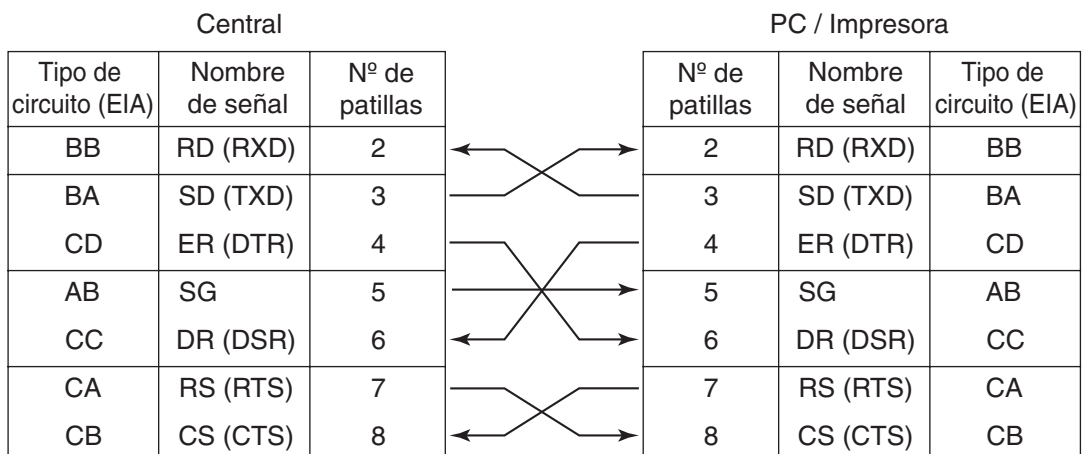 Central PC / Impresora
Tipo de circuito (EIA) Nombre de señal Nº de patillas Nº de patillas Nombre de señal Tipo de circuito (EIA)
BB RD (RXD) 2 2 RD (RXD) BB
BA SD (TXD) 3 3 SD (TXD) BA
CD ER (DTR) 4 4 ER (DTR) CD
AB SG 5 5 SG AB
CC DR (DSR) 6 6 DR (DSR) CC
CA RS (RTS) 7 7 RS (RTS) CA
CB CS (CTS) 8 8 CS (CTS) CB